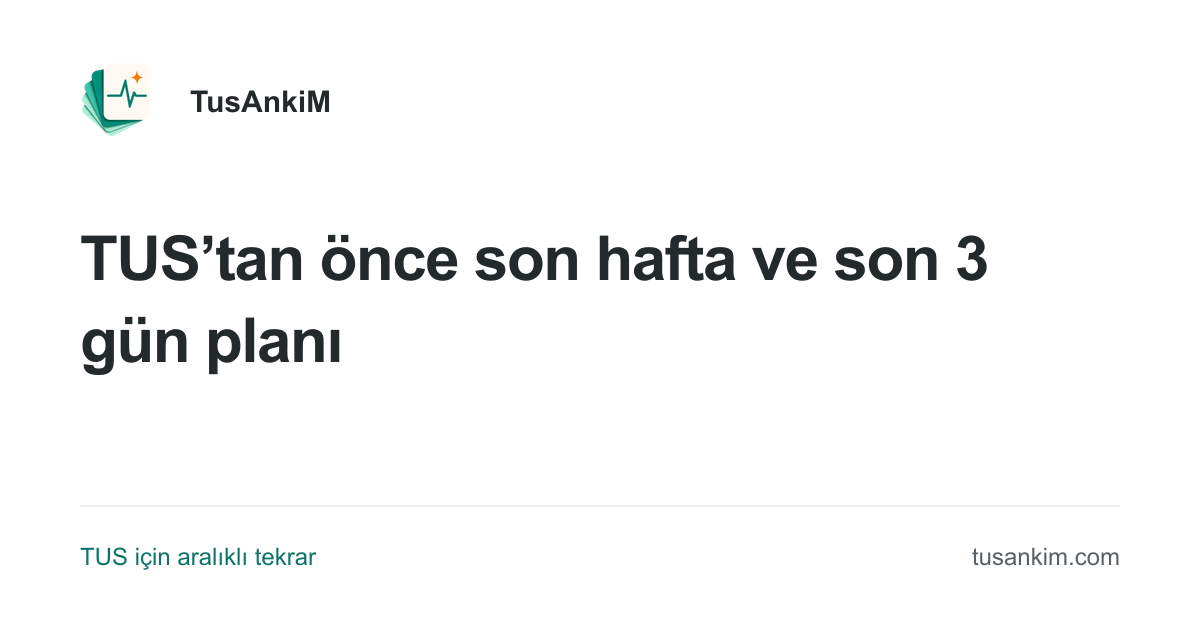 TusAnkiM
TUS’tan önce son hafta ve son 3
gün planı
TUS için aralıklı tekrar
tusankim.com